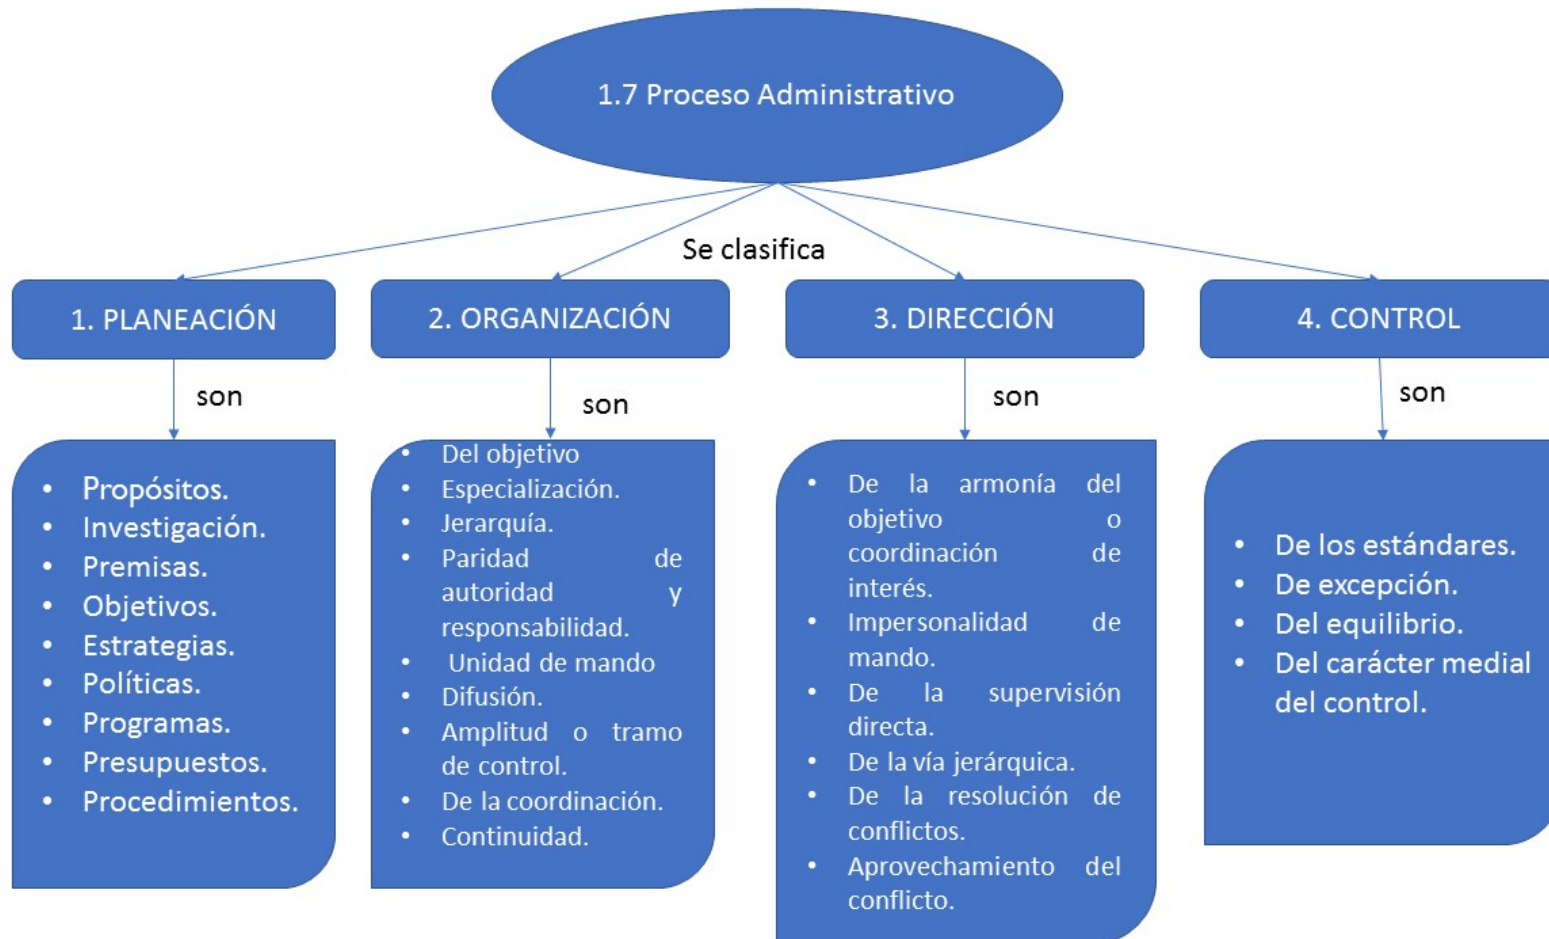 1.7 Proceso Administrativo
Se clasifica
1. PLANEACIÓN
2. ORGANIZACIÓN
3. DIRECCIÓN
4. CONTROL
son
son
son
son
• Propósitos.
• Investigación.
• Premisas.
• Objetivos.
• Estrategias.
• Políticas.
• Programas.
• Presupuestos.
• Procedimientos.
• Del objetivo
• Especialización.
• Jerarquía.
• Paridad de
autoridad y
responsabilidad.
• Unidad de mando
• Difusión.
• Amplitud o tramo
de control.
• De la coordinación.
• Continuidad.
• De la armonía del
objetivo o
coordinación de
interés.
• Impersonalidad de
mando.
• De la supervisión
directa.
• De la vía jerárquica.
• De la resolución de
conflictos.
• Aprovechamiento del
conflicto.
• De los estándares.
• De excepción.
• Del equilibrio.
• Del carácter medial
del control.